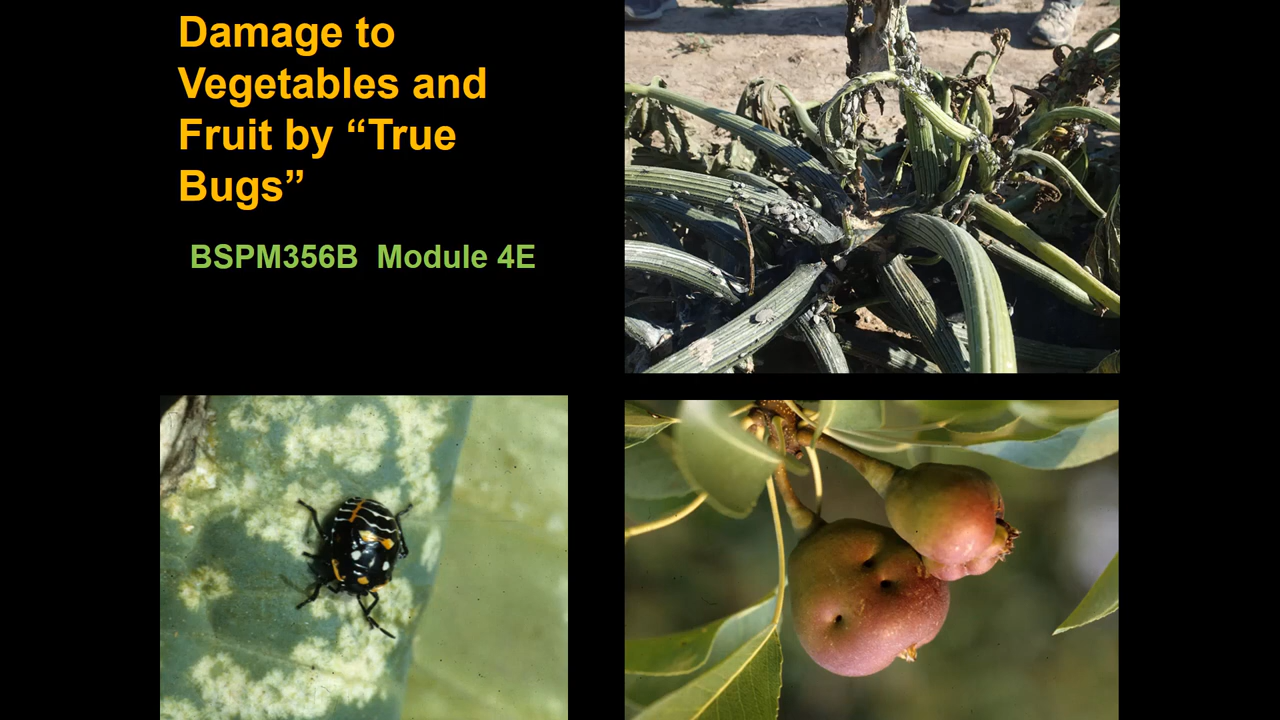 Damage to
Vegetables and
Fruit by “True
Bugs”
BSPM356B  Module 4E